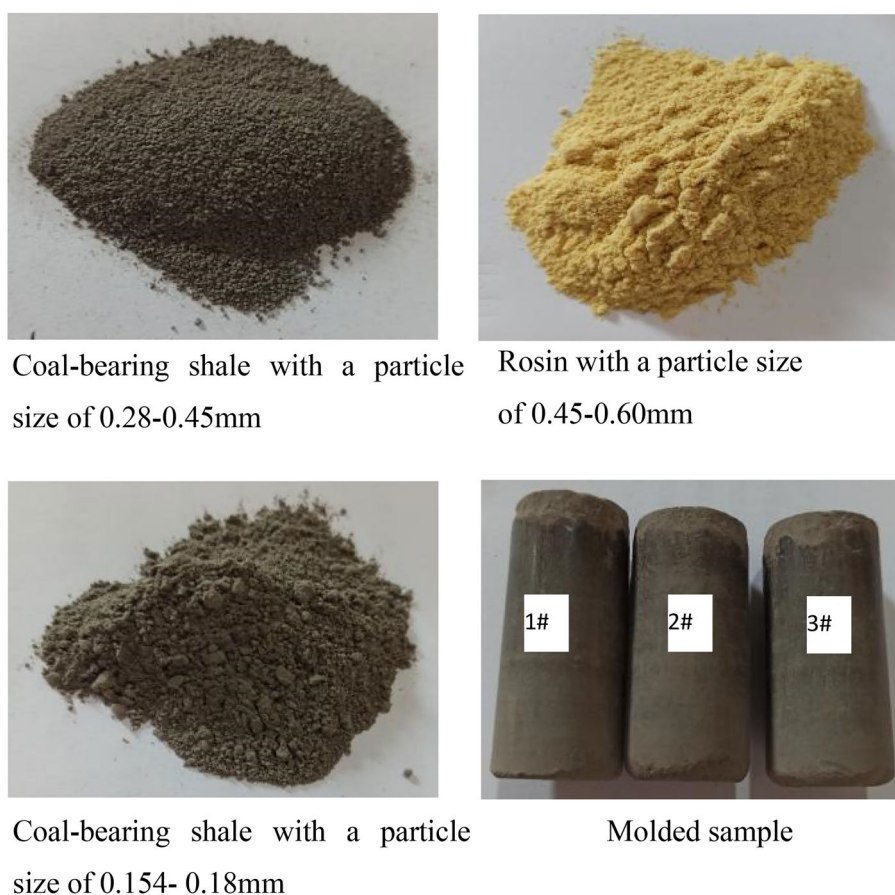 Coal-bearing shale with a particle
size of 0.28-0.45mm
Rosin with a particle size
of 0.45-0.60mm
1#
2#
3#
Coal-bearing shale with a particle
size of 0.154- 0.18mm
Molded sample